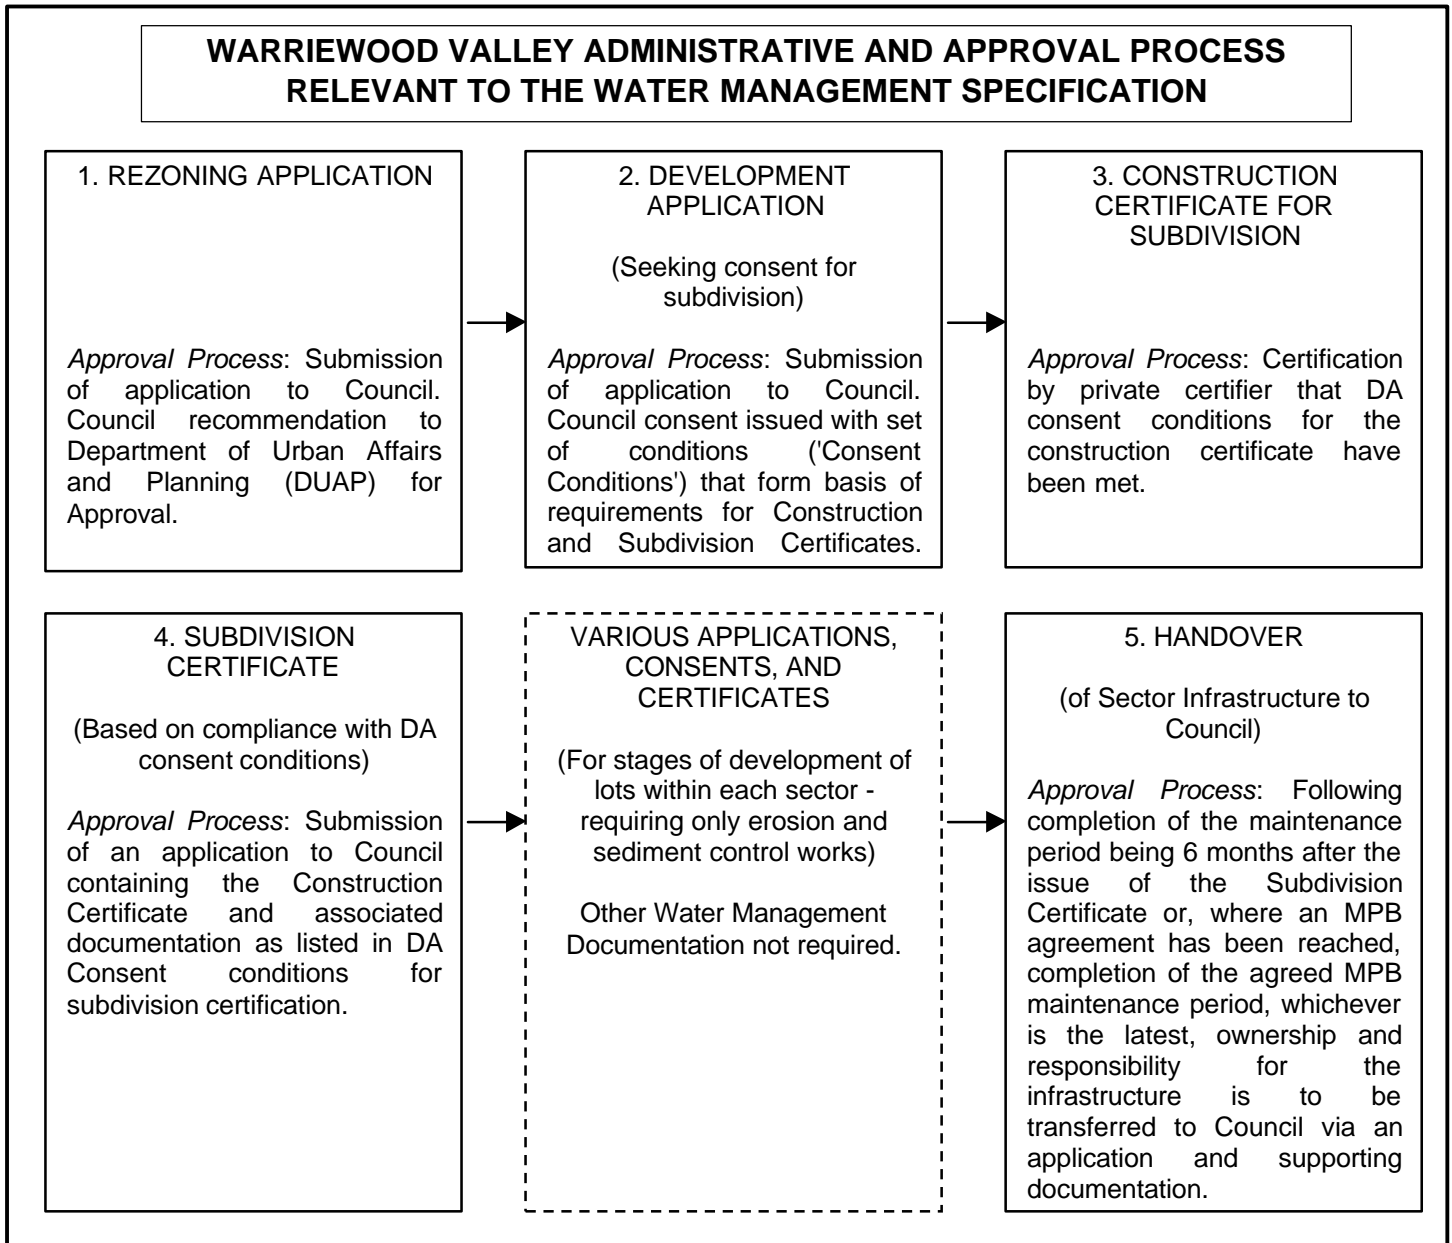 WARRIEWOOD VALLEY ADMINISTRATIVE AND APPROVAL PROCESS
RELEVANT TO THE WATER MANAGEMENT SPECIFICATION
1. REZONING APPLICATION
Approval Process: Submission
of application to Council.
Council recommendation to
Department of Urban Affairs
and Planning (DUAP) for
Approval.
2. DEVELOPMENT
APPLICATION
(Seeking consent for
subdivision)
Approval Process: Submission
of application to Council.
Council consent issued with set
of conditions ('Consent
Conditions') that form basis of
requirements for Construction
and Subdivision Certificates.
3. CONSTRUCTION
CERTIFICATE FOR
SUBDIVISION
Approval Process: Certification
by private certifier that DA
consent conditions for the
construction certificate have
been met.
4. SUBDIVISION
CERTIFICATE
(Based on compliance with DA
consent conditions)
Approval Process: Submission
of an application to Council
containing the Construction
Certificate and associated
documentation as listed in DA
Consent conditions for
subdivision certification.
VARIOUS APPLICATIONS,
CONSENTS, AND
CERTIFICATES
(For stages of development of
lots within each sector -
requiring only erosion and
sediment control works)
Other Water Management
Documentation not required.
5. HANDOVER
(of Sector Infrastructure to
Council)
Approval Process: Following
completion of the maintenance
period being 6 months after the
issue of the Subdivision
Certificate or, where an MPB
agreement has been reached,
completion of the agreed MPB
maintenance period, whichever
is the latest, ownership and
responsibility for the
infrastructure is to be
transferred to Council via an
application and supporting
documentation.